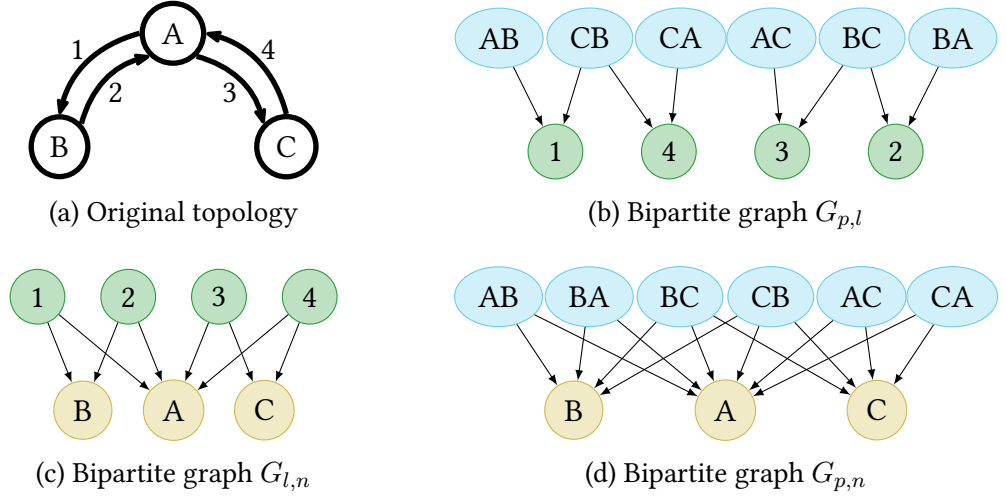 A
1
2
3
4
B
C
(a) Original topology
AB CB CA AC BC BA
1 4 3 2
(b) Bipartite graph G_{p,l}
1 2 3 4
B A C
(c) Bipartite graph G_{l,n}
AB BA BC CB AC CA
B A C
(d) Bipartite graph G_{p,n}